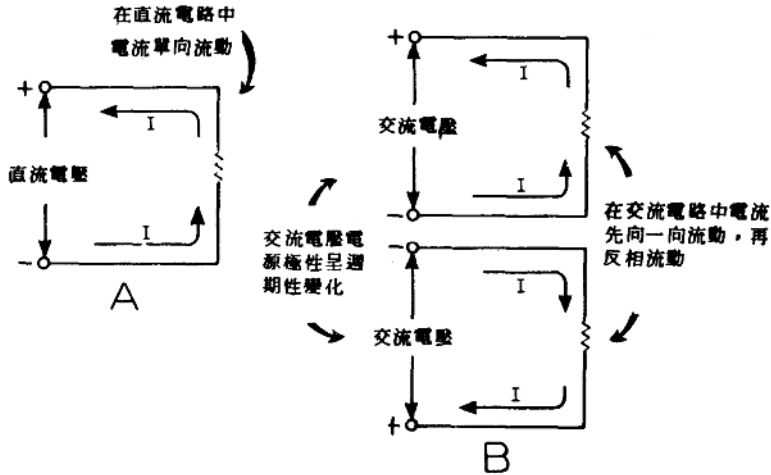 在直流電路中
電流單向流動
+
I
直流電壓
I
−
A
+
I
交流電壓
I
−
交流電壓電
源極性呈週
期性變化
在交流電路中電流
先向一向流動，再
反相流動
−
I
交流電壓
I
+
B